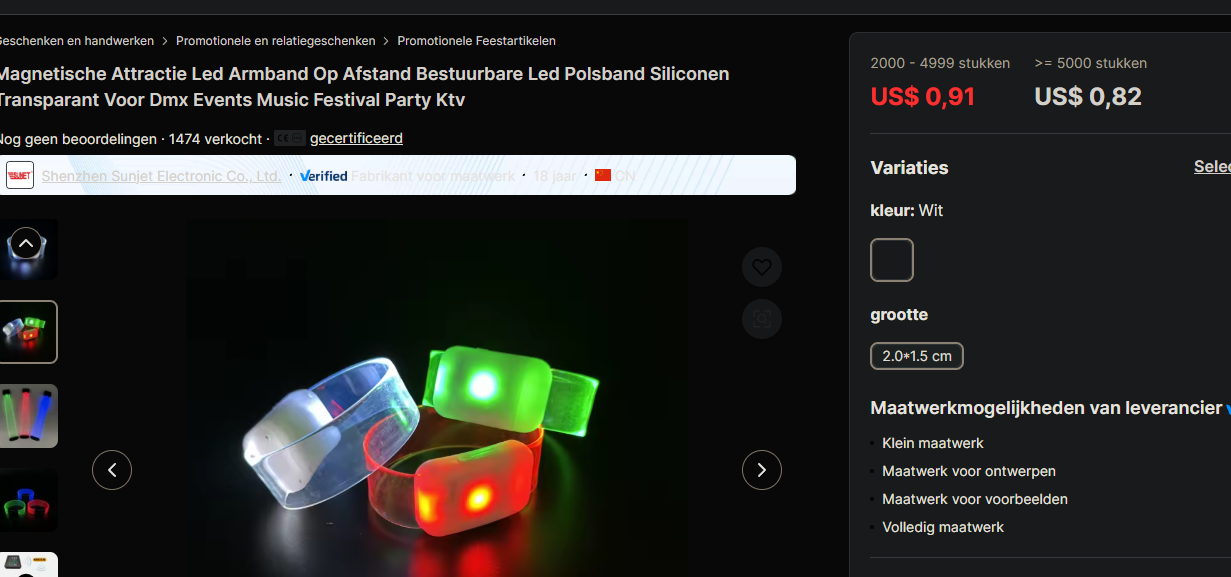 Geschenken en handwerken > Promotionele en relatiegeschenken > Promotionele Feestartikelen
Magnetische Attractie Led Armband Op Afstand Bestuurbare Led Polsband Siliconen
Transparant Voor Dmx Events Music Festival Party Ktv
Nog geen beoordelingen · 1474 verkocht · CE gecertificeerd
SUNJET Shenzhen Sunjet Electronic Co., Ltd. · Verified Fabrikant voor maatwerk · 18 jaar · CN
2000 - 4999 stukken >= 5000 stukken
US$ 0,91 US$ 0,82
Variaties Selec
kleur: Wit
grootte
2.0*1.5 cm
Maatwerkmogelijkheden van leverancier
Klein maatwerk
Maatwerk voor ontwerpen
Maatwerk voor voorbeelden
Volledig maatwerk